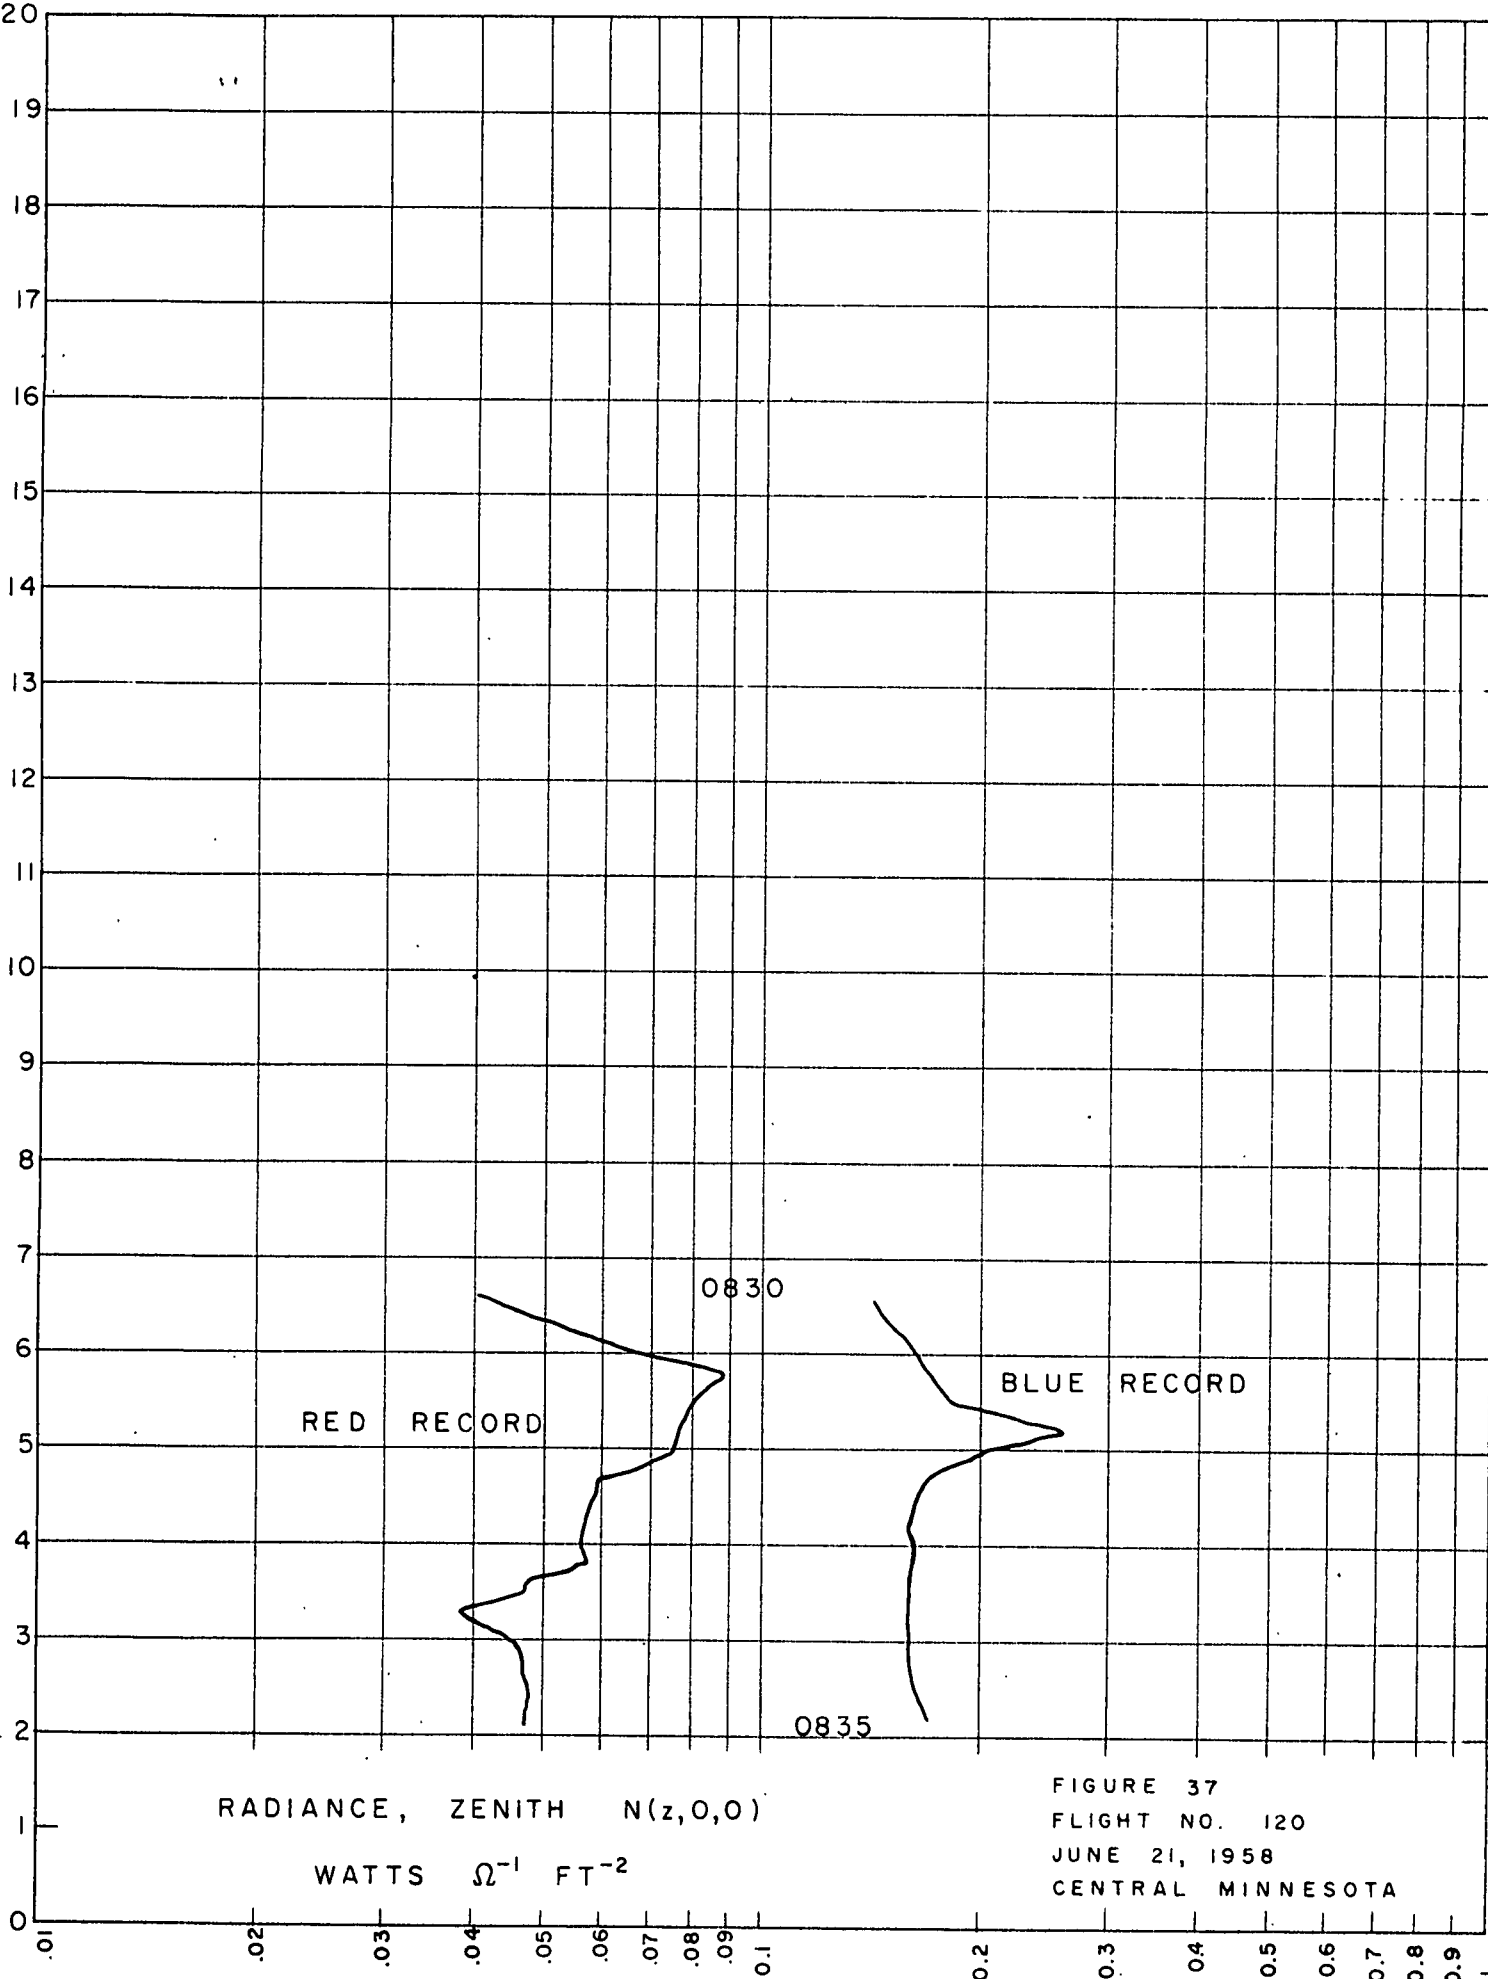 20
19
18
17
16
15
14
13
12
11
10
9
8
7
0830
6
BLUE RECORD
RED RECORD
5
4
3
2
0835
RADIANCE, ZENITH N(z,0,0)
WATTS Ω⁻¹ FT⁻²
1
FIGURE 37
FLIGHT NO. 120
JUNE 21, 1958
CENTRAL MINNESOTA
0
.01 .02 .03 .04 .05 .06 .07 .08 .09 0.1 0.2 0.3 0.4 0.5 0.6 0.7 0.8 0.9